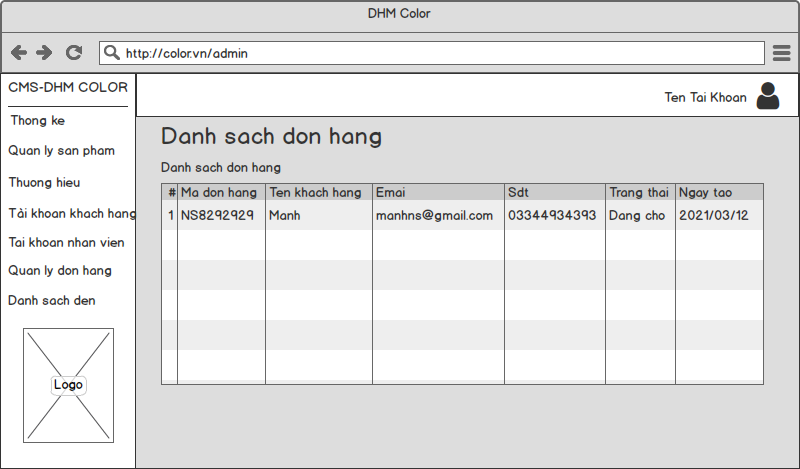 DHM Color
http://color.vn/admin
CMS-DHM COLOR
Ten Tai Khoan
Thong ke
Quan ly san pham
Thuong hieu
Tài khoan khach hang
Tai khoan nhan vien
Quan ly don hang
Danh sach den
Logo
Danh sach don hang
Danh sach don hang
# Ma don hang Ten khach hang Emai Sdt Trang thai Ngay tao
1 NS8292929 Manh manhns@gmail.com 03344934393 Dang cho 2021/03/12